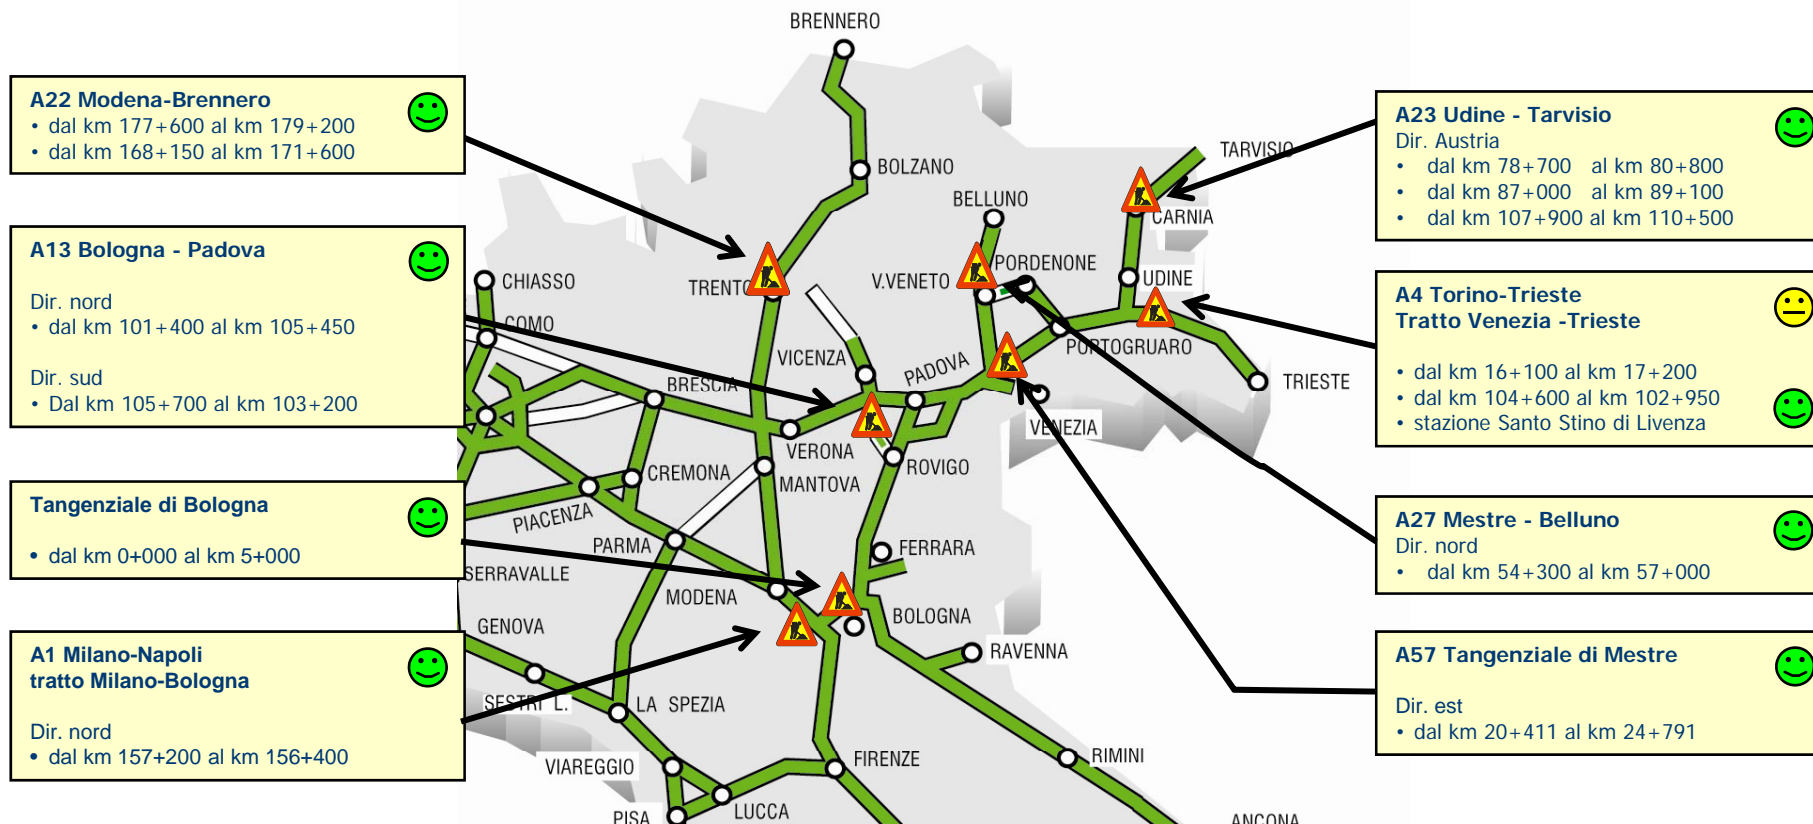 A22 Modena-Brennero
• dal km 177+600 al km 179+200
• dal km 168+150 al km 171+600
A13 Bologna - Padova
Dir. nord
• dal km 101+400 al km 105+450
Dir. sud
• Dal km 105+700 al km 103+200
Tangenziale di Bologna
• dal km 0+000 al km 5+000
A1 Milano-Napoli
tratto Milano-Bologna
Dir. nord
• dal km 157+200 al km 156+400
BRENNERO
BOLZANO
TARVISIO
BELLUNO
CARNIA
PORDENONE
UDINE
V.VENETO
TRENTO
CHIASSO
COMO
PORTOGRUARO
VICENZA
PADOVA
TRIESTE
BRESCIA
VENEZIA
VERONA
ROVIGO
CREMONA
MANTOVA
PIACENZA
PARMA
FERRARA
SERRAVALLE
MODENA
BOLOGNA
GENOVA
RAVENNA
SESTRI L.
LA SPEZIA
RIMINI
VIAREGGIO
FIRENZE
LUCCA
PISA
ANCONA
A23 Udine - Tarvisio
Dir. Austria
• dal km 78+700 al km 80+800
• dal km 87+000 al km 89+100
• dal km 107+900 al km 110+500
A4 Torino-Trieste
Tratto Venezia -Trieste
• dal km 16+100 al km 17+200
• dal km 104+600 al km 102+950
• stazione Santo Stino di Livenza
A27 Mestre - Belluno
Dir. nord
• dal km 54+300 al km 57+000
A57 Tangenziale di Mestre
Dir. est
• dal km 20+411 al km 24+791